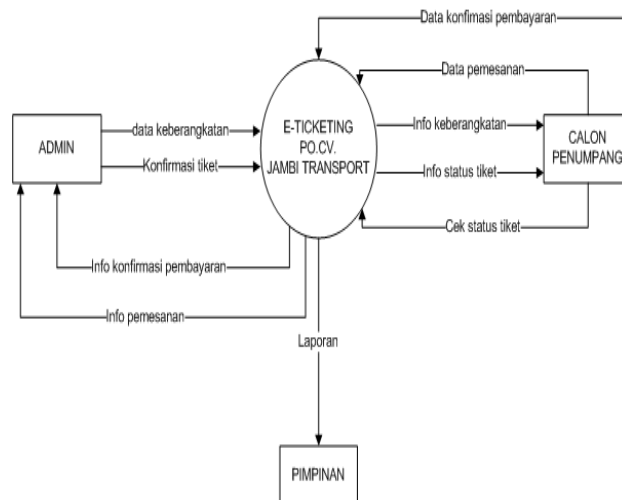 Data konfimasi pembayaran
Data pemesanan
E-TICKETING
PO.CV.
JAMBI TRANSPORT
data keberangkatan
Info keberangkatan
ADMIN
CALON
PENUMPANG
Konfirmasi tiket
Info status tiket
Cek status tiket
Info konfirmasi pembayaran
Info pemesanan
Laporan
PIMPINAN